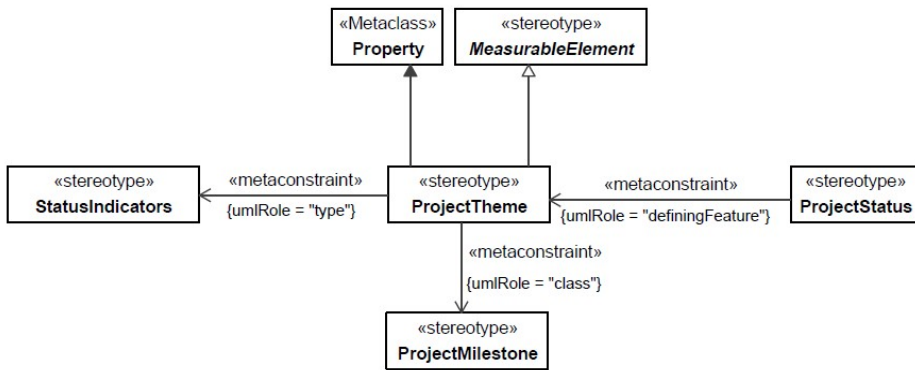 «Metaclass»
Property
«stereotype»
MeasurableElement
«stereotype»
StatusIndicators
«metaconstraint»
{umlRole = "type"}
«stereotype»
ProjectTheme
«metaconstraint»
{umlRole = "definingFeature"}
«stereotype»
ProjectStatus
«metaconstraint»
{umlRole = "class"}
«stereotype»
ProjectMilestone